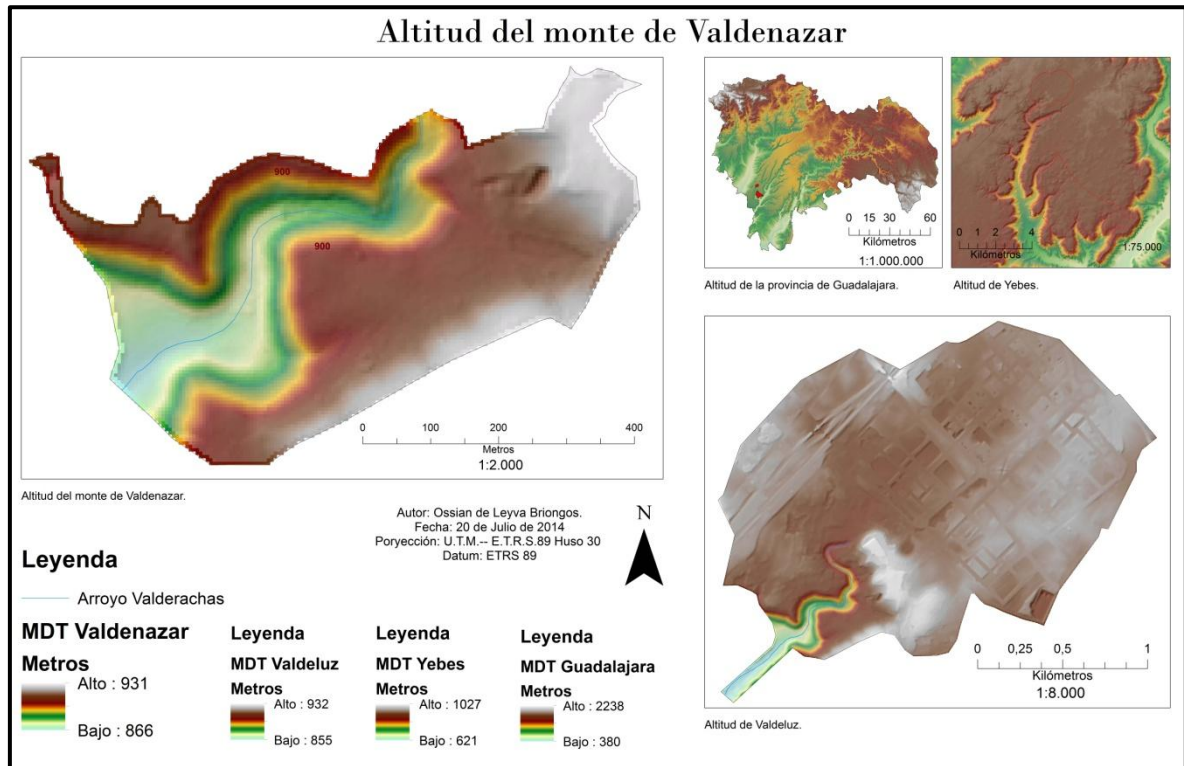 Altitud del monte de Valdenazar
900
900
0 100 200 400
Metros
1:2.000
Altitud del monte de Valdenazar.
0 15 30 60
Kilómetros
1:1.000.000
Altitud de la provincia de Guadalajara.
0 1 2 4
Kilómetros
1:75.000
Altitud de Yebes.
Autor: Ossian de Leyva Briongos.
Fecha: 20 de Julio de 2014
Poryección: U.T.M.-- E.T.R.S.89 Huso 30
Datum: ETRS 89
N
0 0,25 0,5 1
Kilómetros
1:8.000
Altitud de Valdeluz.
Leyenda
Arroyo Valderachas
MDT Valdenazar
Metros
Alto : 931
Bajo : 866
Leyenda
MDT Valdeluz
Metros
Alto : 932
Bajo : 855
Leyenda
MDT Yebes
Metros
Alto : 1027
Bajo : 621
Leyenda
MDT Guadalajara
Metros
Alto : 2238
Bajo : 380